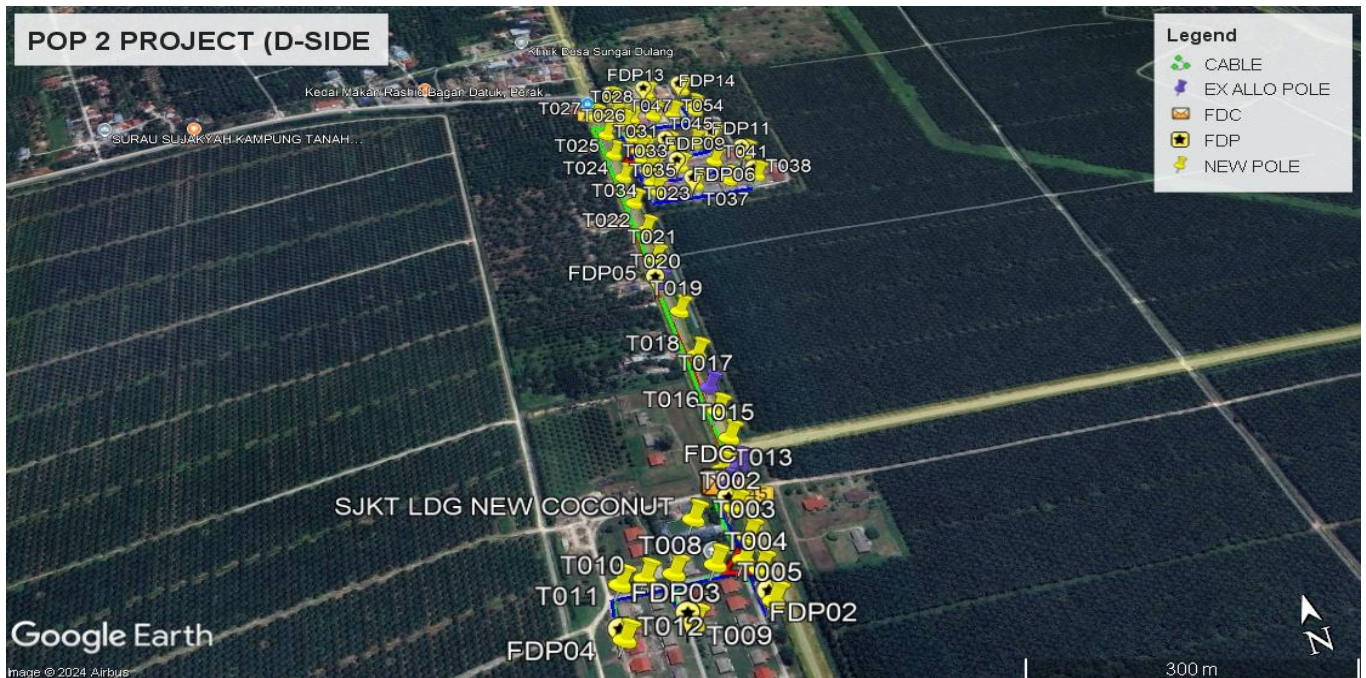 POP 2 PROJECT (D-SIDE
Legend
CABLE
EX ALLO POLE
FDC
FDP
NEW POLE
Klinik Desa Sungai Dulang
Kedai Makan Rashid Bagan Datuk, Perak
SURAU SUJAKYAH KAMPUNG TANAH...
FDP13
FDP14
T028
T027
T026
T047
T054
T045
T031
FDP11
T025
T033
FDP09
T041
T024
T035
FDP06
T038
T034
T023
T037
T022
T021
T020
FDP05
T019
T018
T017
T016
T015
FDC
T013
T002
T003
SJKT LDG NEW COCONUT
T008
T004
T010
T005
T011
FDP03
FDP02
T012
T009
FDP04
Google Earth
Image © 2024 Airbus
N
300 m